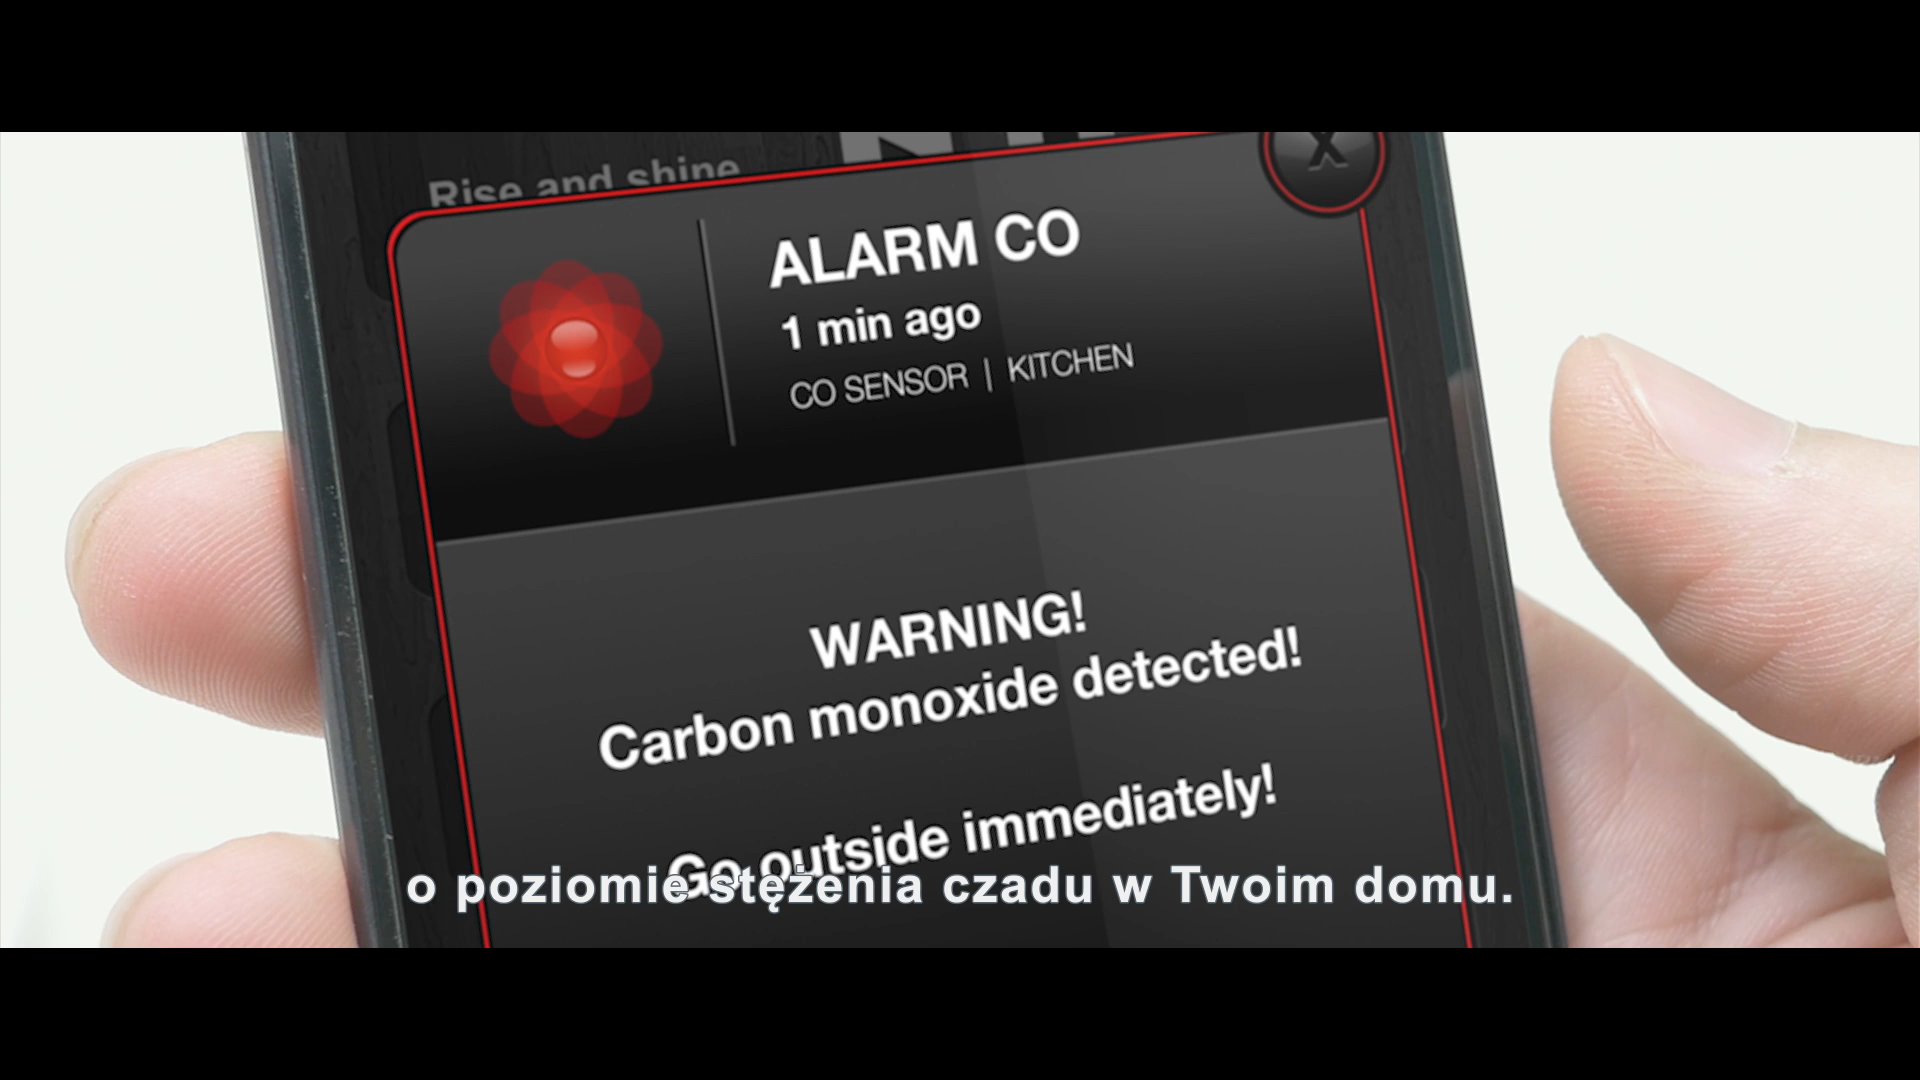 Rise and shine
X
ALARM CO
1 min ago
CO SENSOR | KITCHEN
WARNING!
Carbon monoxide detected!
Go outside immediately!
o poziomie stężenia czadu w Twoim domu.